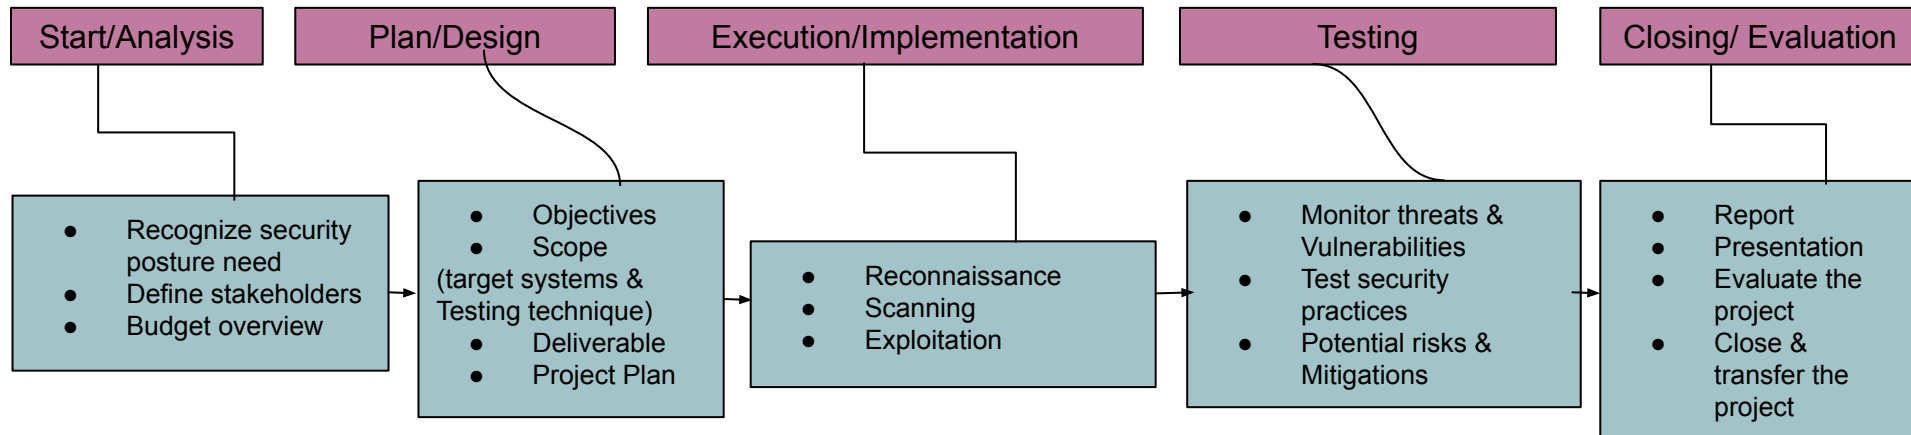 Start/Analysis
Plan/Design
Execution/Implementation
Testing
Closing/ Evaluation
● Recognize security
posture need
● Define stakeholders
● Budget overview
● Objectives
● Scope
(target systems &
Testing technique)
● Deliverable
● Project Plan
● Reconnaissance
● Scanning
● Exploitation
● Monitor threats &
Vulnerabilities
● Test security
practices
● Potential risks &
Mitigations
● Report
● Presentation
● Evaluate the
project
● Close &
transfer the
project